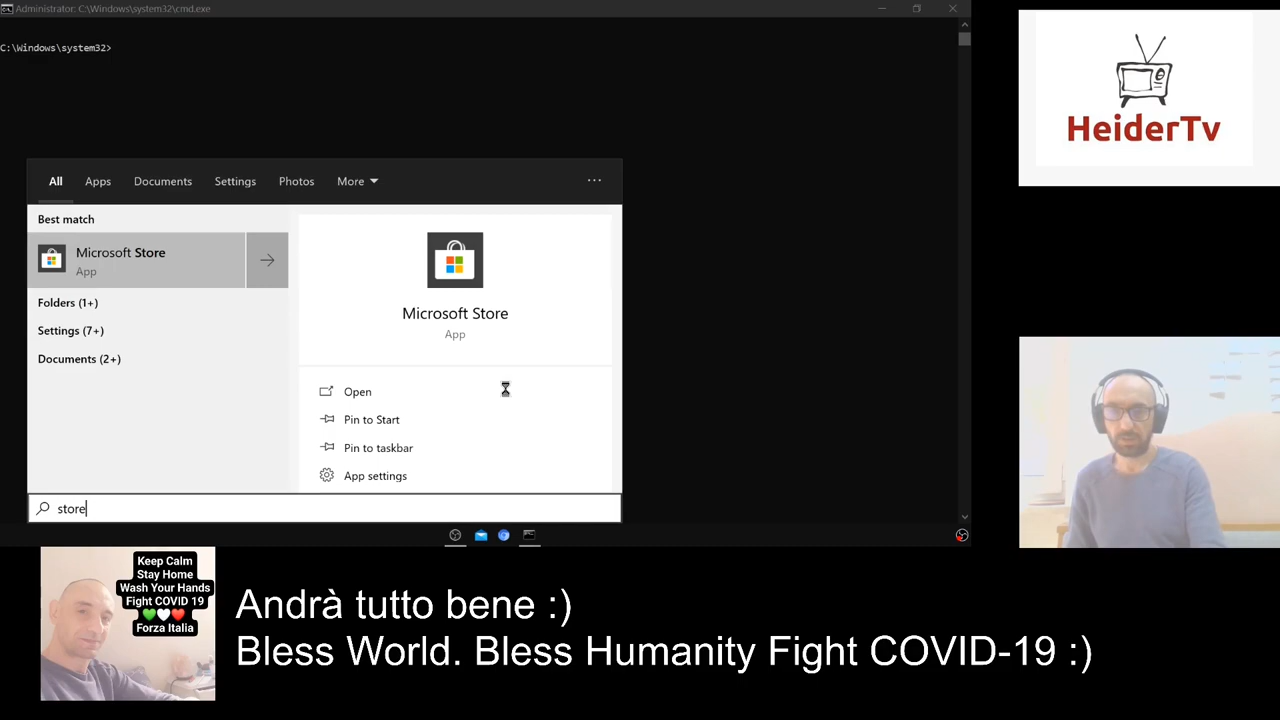 Administrator: C:\Windows\system32\cmd.exe
C:\Windows\system32>
HeiderTv
All Apps Documents Settings Photos More
Best match
Microsoft Store
App
Folders (1+)
Settings (7+)
Documents (2+)
Microsoft Store
App
Open
Pin to Start
Pin to taskbar
App settings
store
Keep Calm
Stay Home
Wash Your Hands
Fight COVID 19
💚🤍❤️
Forza Italia
Andrà tutto bene :)
Bless World. Bless Humanity Fight COVID-19 :)